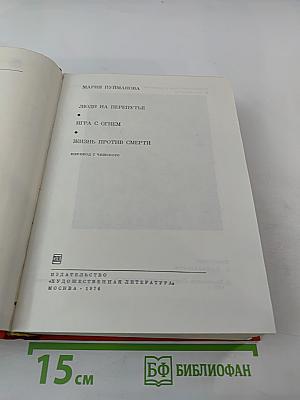 МАРИЯ ПУЙМАНОВА
ЛЮДИ НА ПЕРЕПУТЬЕ
•
ИГРА С ОГНЕМ
•
ЖИЗНЬ ПРОТИВ СМЕРТИ
ПЕРЕВОД С ЧЕШСКОГО
ИЗДАТЕЛЬСТВО
«ХУДОЖЕСТВЕННАЯ ЛИТЕРАТУРА»
МОСКВА · 1976
15 см
БФ БИБЛИОФАН